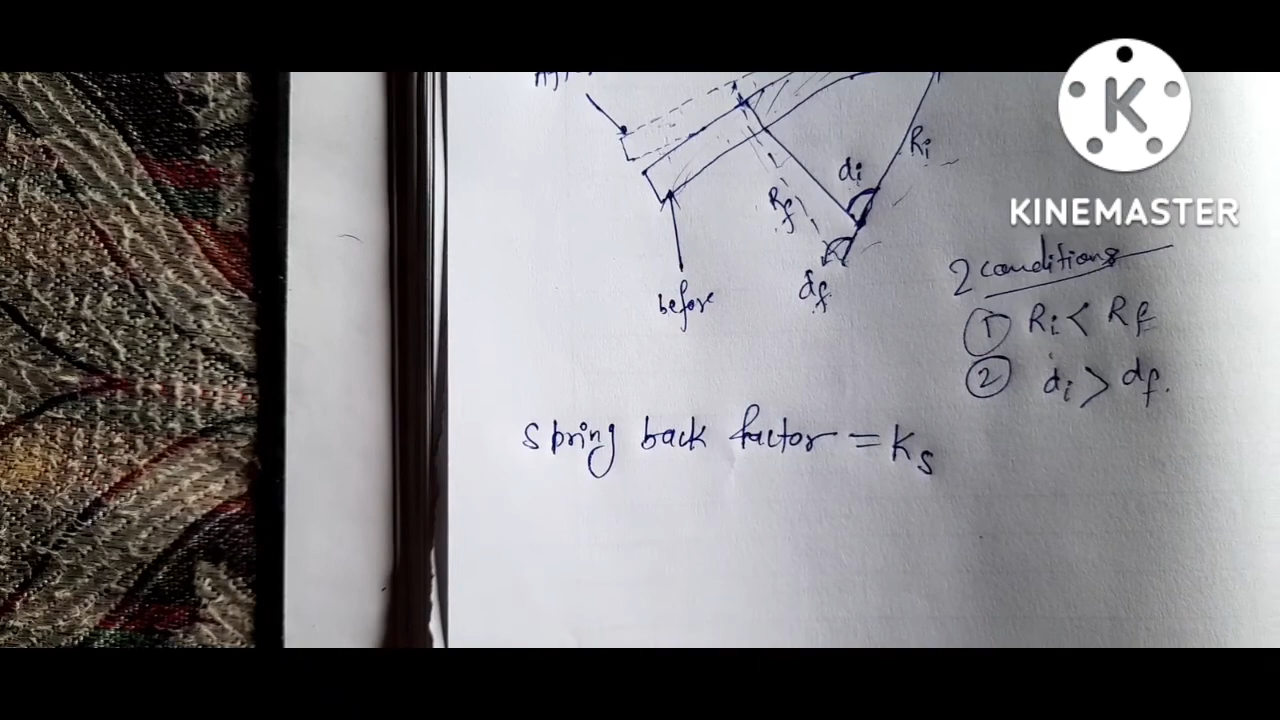 K
KINEMASTER
Ri
di
Rf
df
before
2 conditions
1 Ri < Rf
2 di > df.
spring back factor = Ks